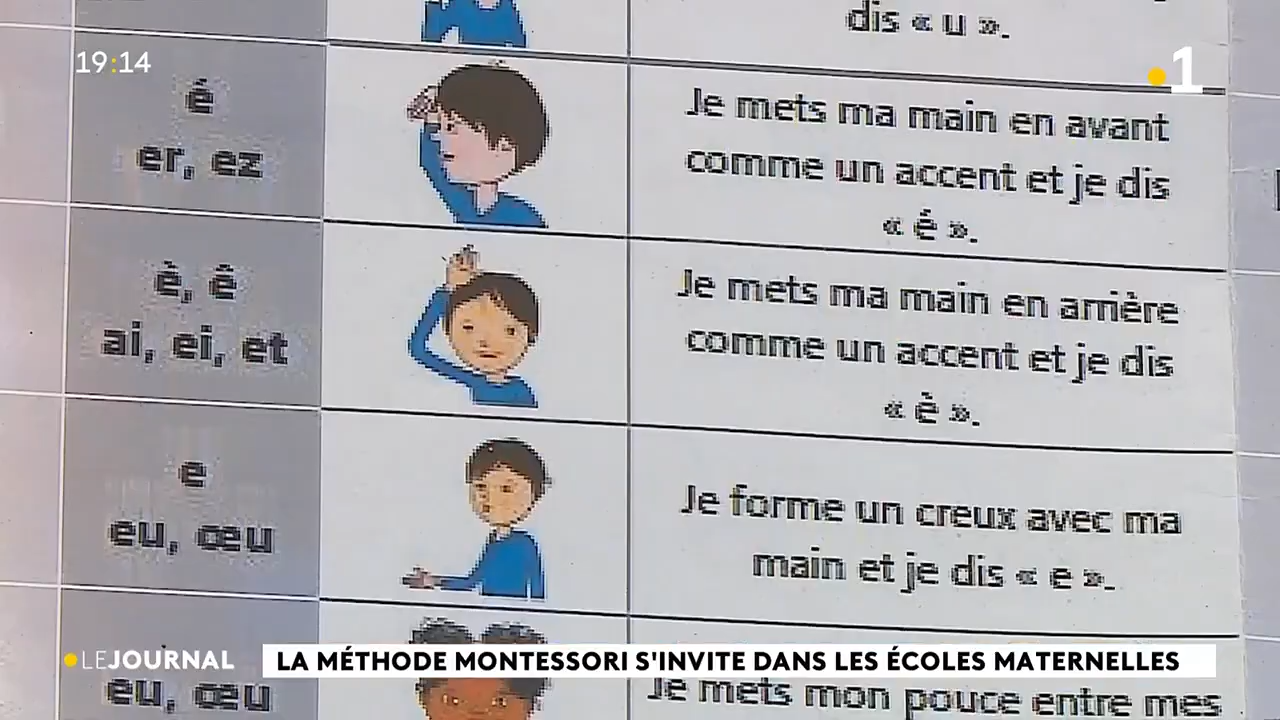 dis « u ».
19:14
1
é
er, ez
Je mets ma main en avant
comme un accent et je dis
« é ».
è, ê
ai, ei, et
Je mets ma main en arrière
comme un accent et je dis
« è ».
e
eu, œu
Je forme un creux avec ma
main et je dis « e ».
eu, œu
Je mets mon pouce entre mes
LEJOURNAL
LA MÉTHODE MONTESSORI S'INVITE DANS LES ÉCOLES MATERNELLES